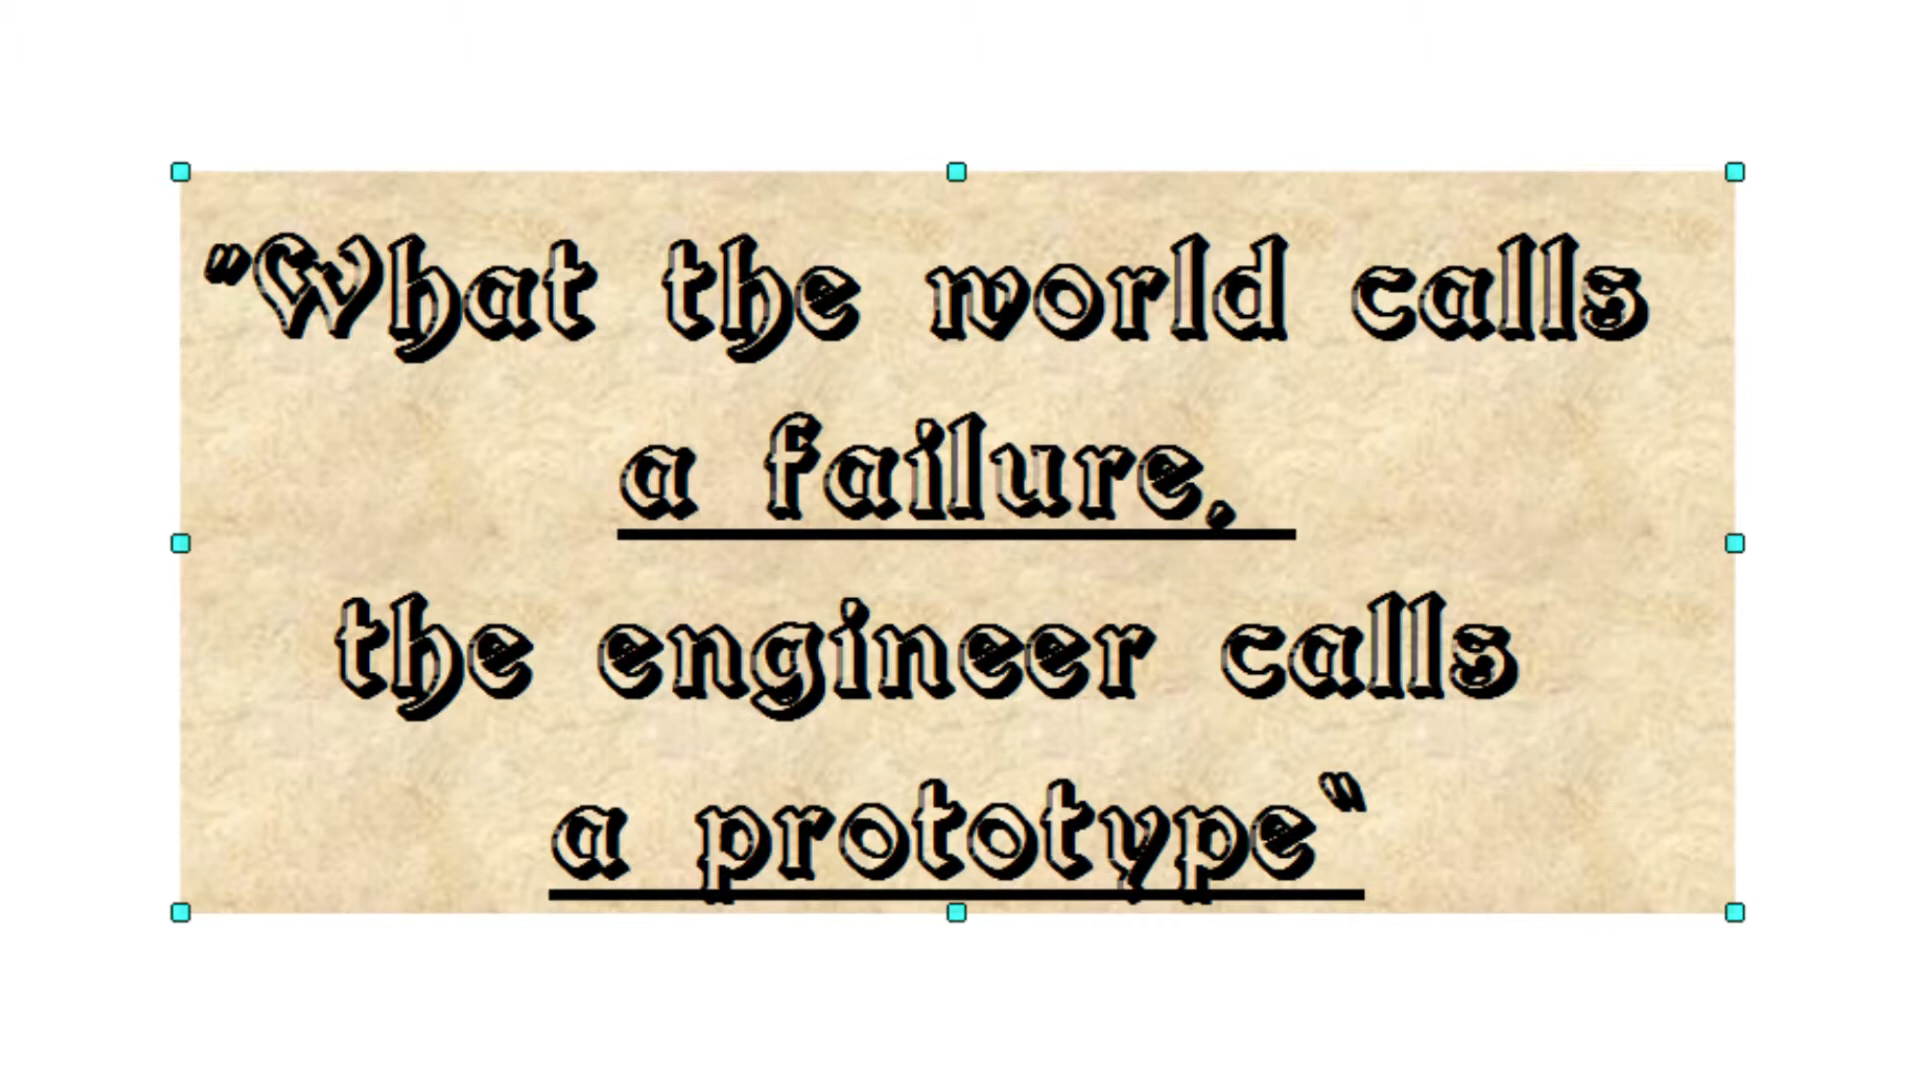 "What the world calls
a failure,
the engineer calls
a prototype"